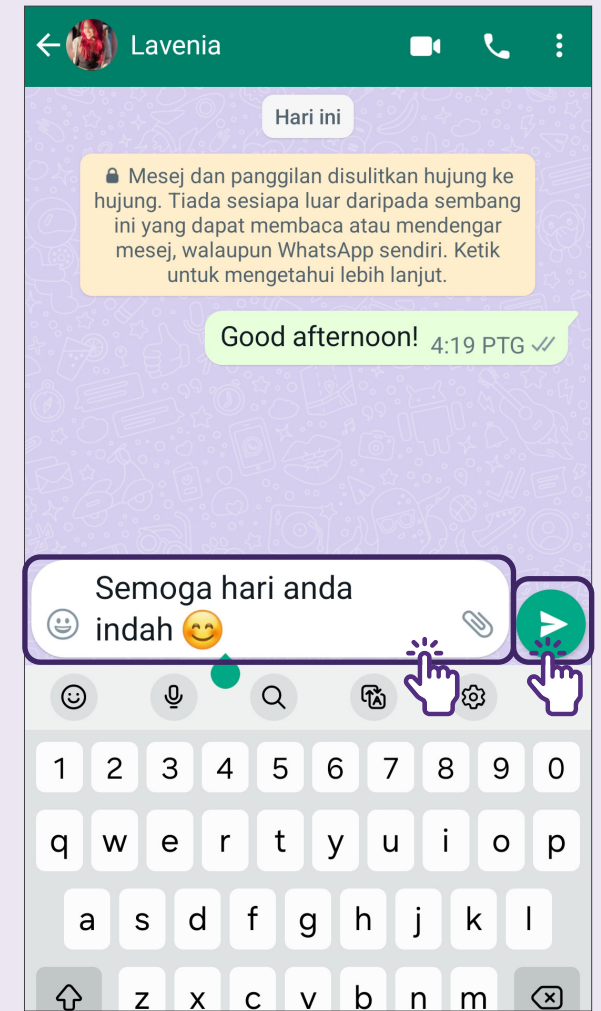 Lavenia
Hari ini
Mesej dan panggilan disulitkan hujung ke
hujung. Tiada sesiapa luar daripada sembang
ini yang dapat membaca atau mendengar
mesej, walaupun WhatsApp sendiri. Ketik
untuk mengetahui lebih lanjut.
Good afternoon! 4:19 PTG
Semoga hari anda
indah 😊
1 2 3 4 5 6 7 8 9 0
q w e r t y u i o p
a s d f g h j k l
z x c v b n m